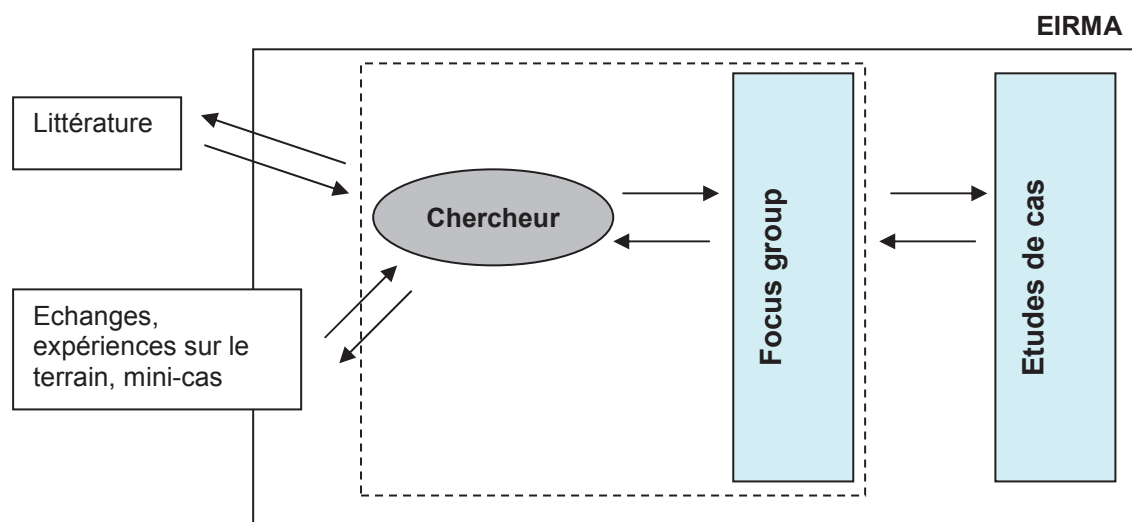 EIRMA
Littérature
Chercheur
Echanges,
expériences sur le
terrain, mini-cas
Focus group
Etudes de cas